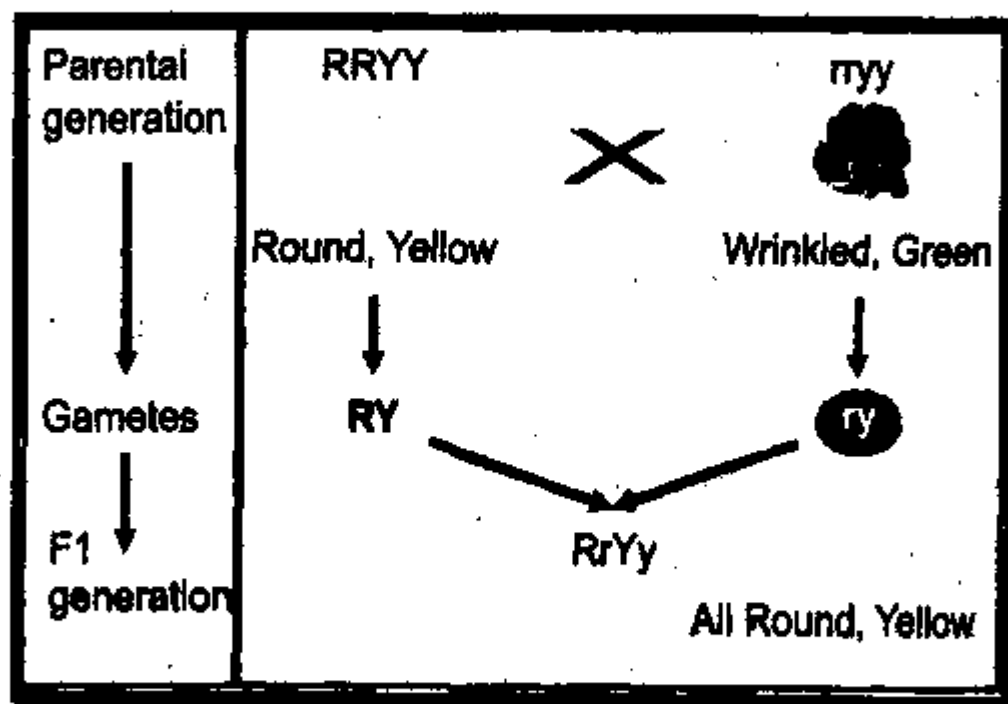 Parental
generation
RRYY
rryy
Round, Yellow
Wrinkled, Green
Gametes
RY
ry
F1
generation
RrYy
All Round, Yellow